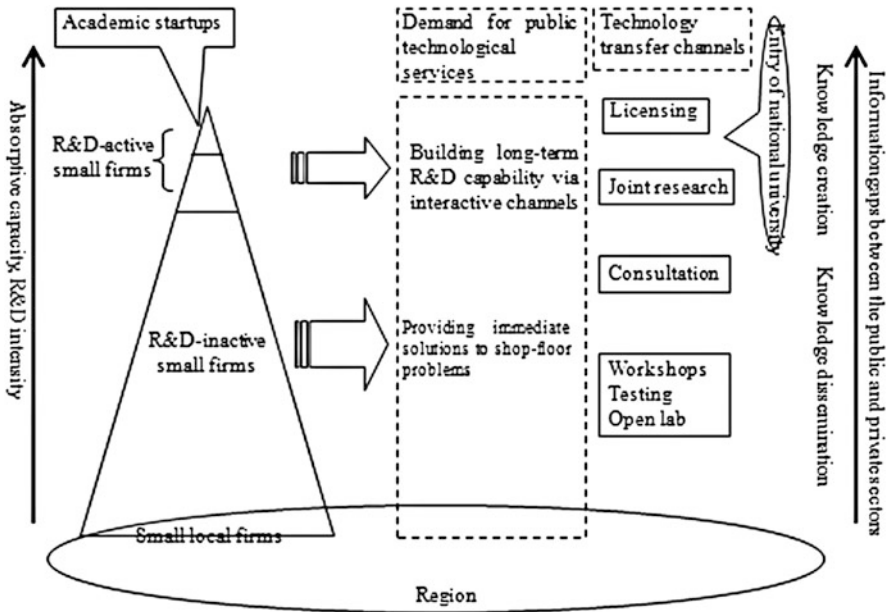 Academic startups
Demand for public
technological
services
Technology
transfer channels
Entry of national university
R&D-active
small firms
Building long-term
R&D capability via
interactive channels
Licensing
Joint research
Consultation
R&D-inactive
small firms
Providing immediate
solutions to shop-floor
problems
Workshops
Testing
Open lab
Small local firms
Region
Absorptive capacity, R&D intensity
Knowledge creation
Knowledge dissemination
Information gaps between the public and private sectors